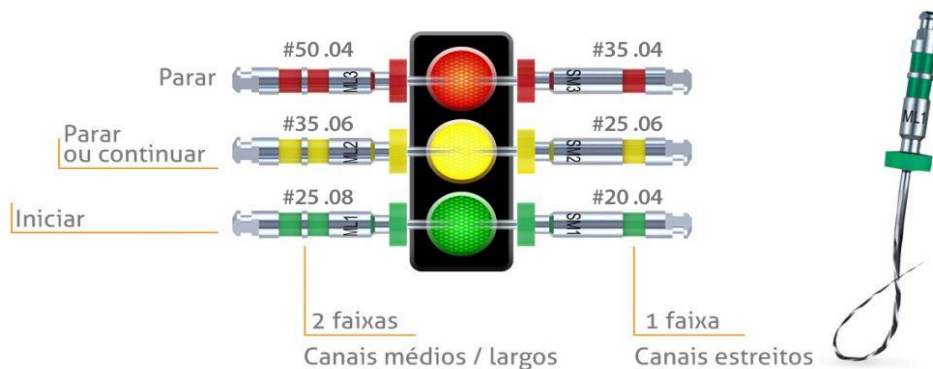 #50 .04
#35 .04
Parar
ML3
SM3
#35 .06
#25 .06
Parar
ou continuar
ML2
SM2
#25 .08
#20 .04
Iniciar
ML1
SM1
ML1
2 faixas
1 faixa
Canais médios / largos
Canais estreitos